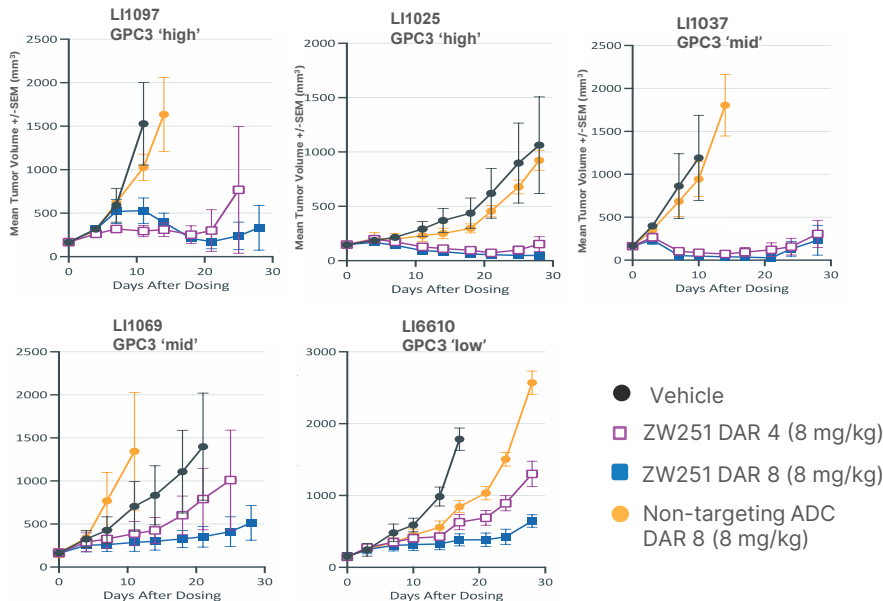 LI1097
GPC3 ‘high’
Mean Tumor Volume +/-SEM (mm³)
2500
2000
1500
1000
500
0
0
10
20
30
Days After Dosing
LI1025
GPC3 ‘high’
Mean Tumor Volume +/-SEM (mm³)
2000
1500
1000
500
0
0
10
20
30
Days After Dosing
LI1037
GPC3 ‘mid’
Mean Tumor Volume +/-SEM (mm³)
2500
2000
1500
1000
500
0
0
10
20
30
Days After Dosing
LI1069
GPC3 ‘mid’
2500
2000
1500
1000
500
0
0
10
20
30
Days After Dosing
LI6610
GPC3 ‘low’
3000
2000
1000
0
0
10
20
30
Days After Dosing
Vehicle
ZW251 DAR 4 (8 mg/kg)
ZW251 DAR 8 (8 mg/kg)
Non-targeting ADC
DAR 8 (8 mg/kg)